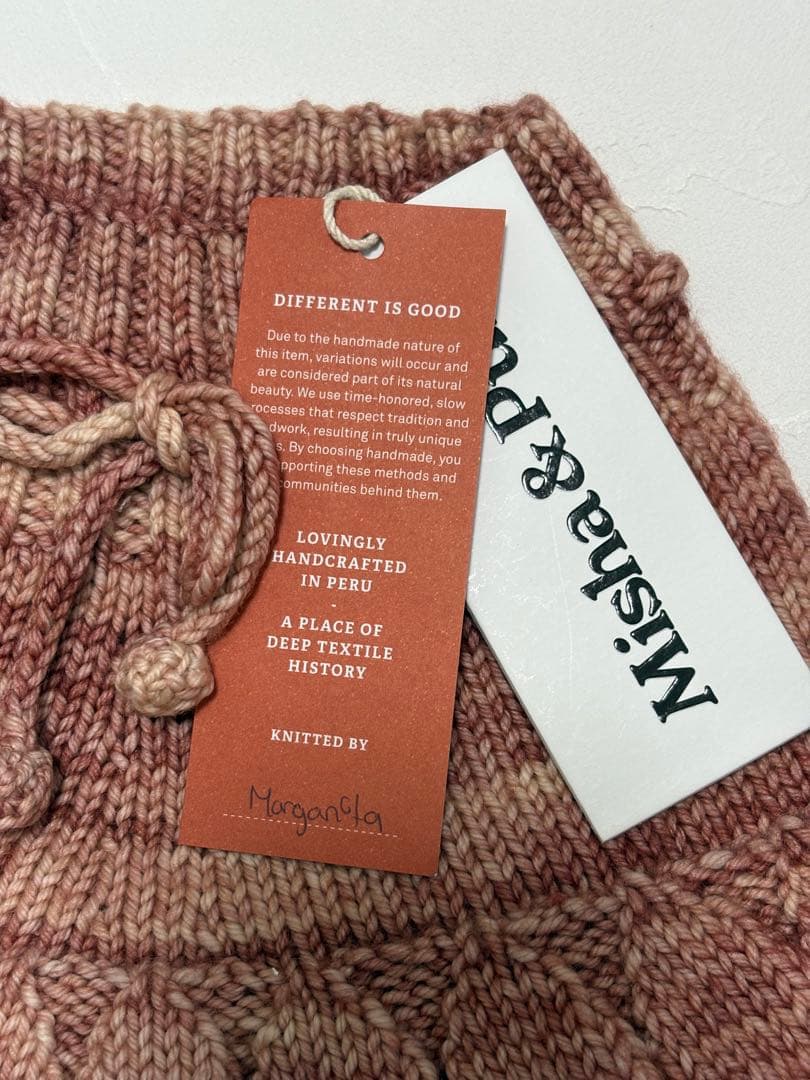 DIFFERENT IS GOOD
Due to the handmade nature of
this item, variations will occur and
are considered part of its natural
beauty. We use time-honored, slow
rocesses that respect tradition and
dwork, resulting in truly unique
s. By choosing handmade, you
pporting these methods and
ommunities behind them.
LOVINGLY
HANDCRAFTED
IN PERU
-
A PLACE OF
DEEP TEXTILE
HISTORY
KNITTED BY
Misha & Pu